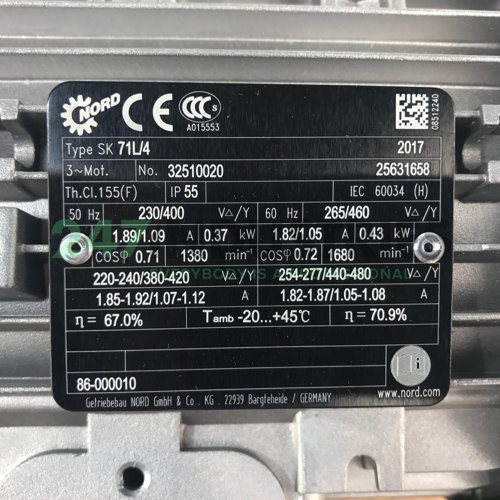 NORD CE CCC S
A015553
08512240
Type SK 71L/4 2017
3~Mot. No. 32510020 25631658
Th.Cl.155(F) IP 55 IEC 60034 (H)
50 Hz 230/400 V△/Y 60 Hz 265/460 V△/Y
1.89/1.09 A 0.37 kW 1.82/1.05 A 0.43 kW
COSφ 0.71 1380 min⁻¹ COSφ 0.72 1680 min⁻¹
220-240/380-420 V△/Y 254-277/440-480 V△/Y
1.85-1.92/1.07-1.12 A 1.82-1.87/1.05-1.08 A
η = 67.0% Tamb -20...+45°C η = 70.9%
86-000010
Getriebebau NORD GmbH & Co . KG . 22939 Bargteheide / GERMANY
www.nord.com